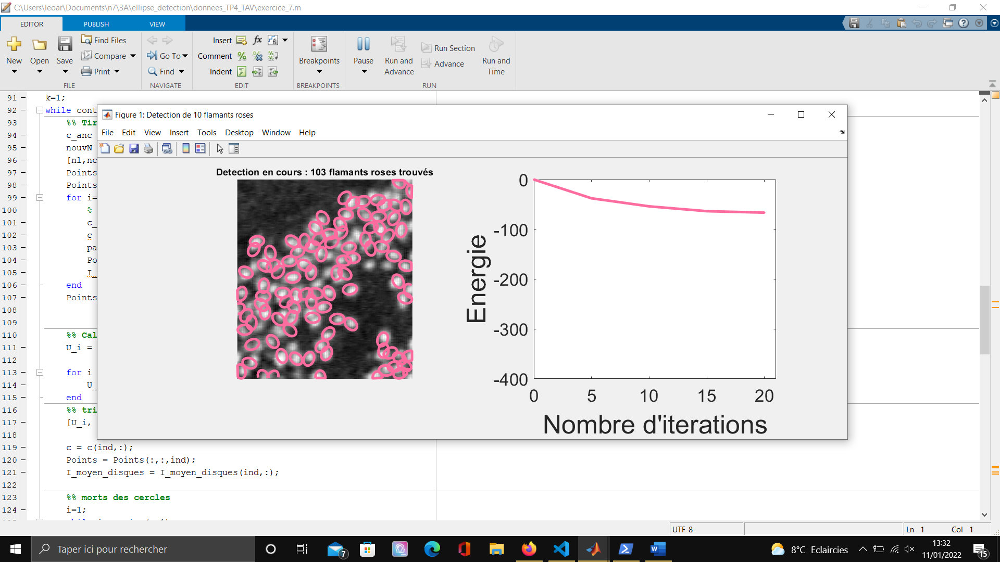 C:\Users\leoar\Documents\n7\3A\ellipse_detection\donnees_TP4_TAV\exercice_7.m
EDITOR PUBLISH VIEW
New
Open
Save
Find Files
Compare
Print
FILE
Go To
Find
NAVIGATE
Insert
Comment
Indent
EDIT
Breakpoints
BREAKPOINTS
Pause
Run and Advance
Run Section
Advance
Run and Time
RUN
91 k=1;
92 while cont
93 %% Tir
94 c_anc
95 nouvN
96 [nl,nc
97 Points
98 Points
99 for i=
100 %
101 c_
102 c
103 pa
104 Po
105 I_
106 end
107 Points
108
109
110 %% Cal
111 U_i =
112
113 for i
114 U_
115 end
116 %% tri
117 [U_i,
118
119 c = c(ind,:);
120 Points = Points(:,:,ind);
121 I_moyen_disques = I_moyen_disques(ind,:);
122
123 %% morts des cercles
124 i=1;
Figure 1: Detection de 10 flamants roses
File Edit View Insert Tools Desktop Window Help
Detection en cours : 103 flamants roses trouvés
Energie
0
-100
-200
-300
-400
0 5 10 15 20
Nombre d'iterations
UTF-8
Ln 1 Col 1
Taper ici pour rechercher
7
8°C Eclaircies
13:32
11/01/2022
15